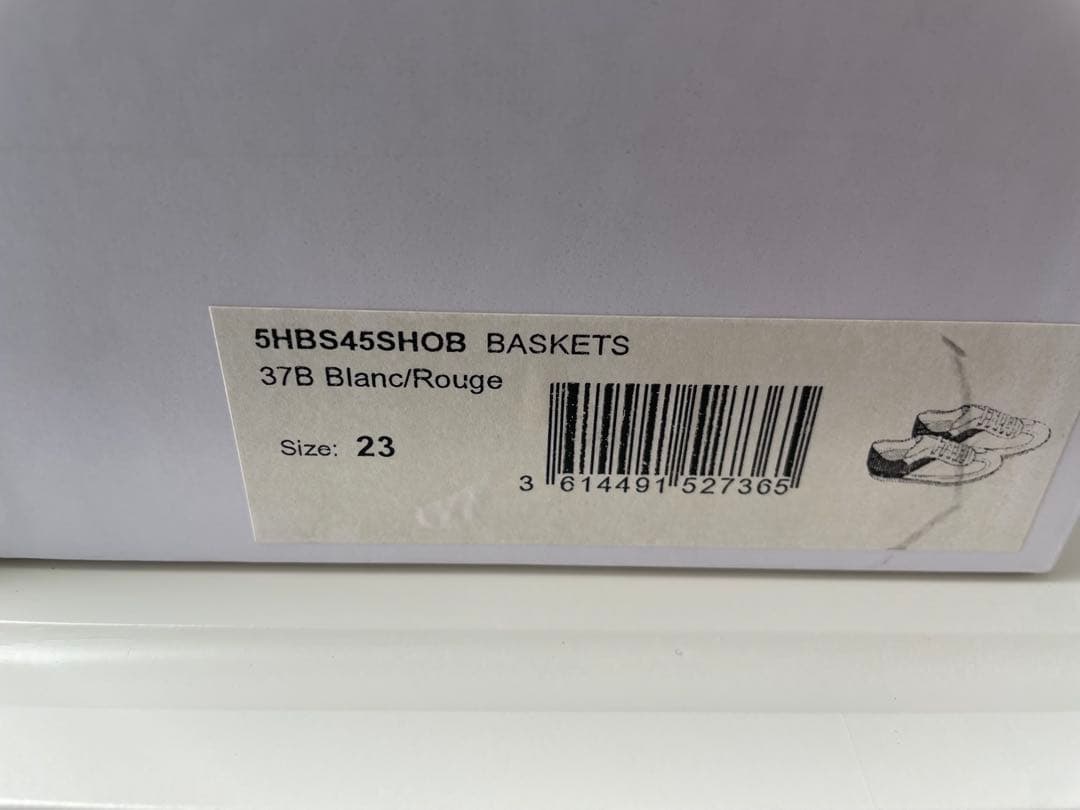 5HBS45SHOB BASKETS
37B Blanc/Rouge
Size: 23
3 614491 527365